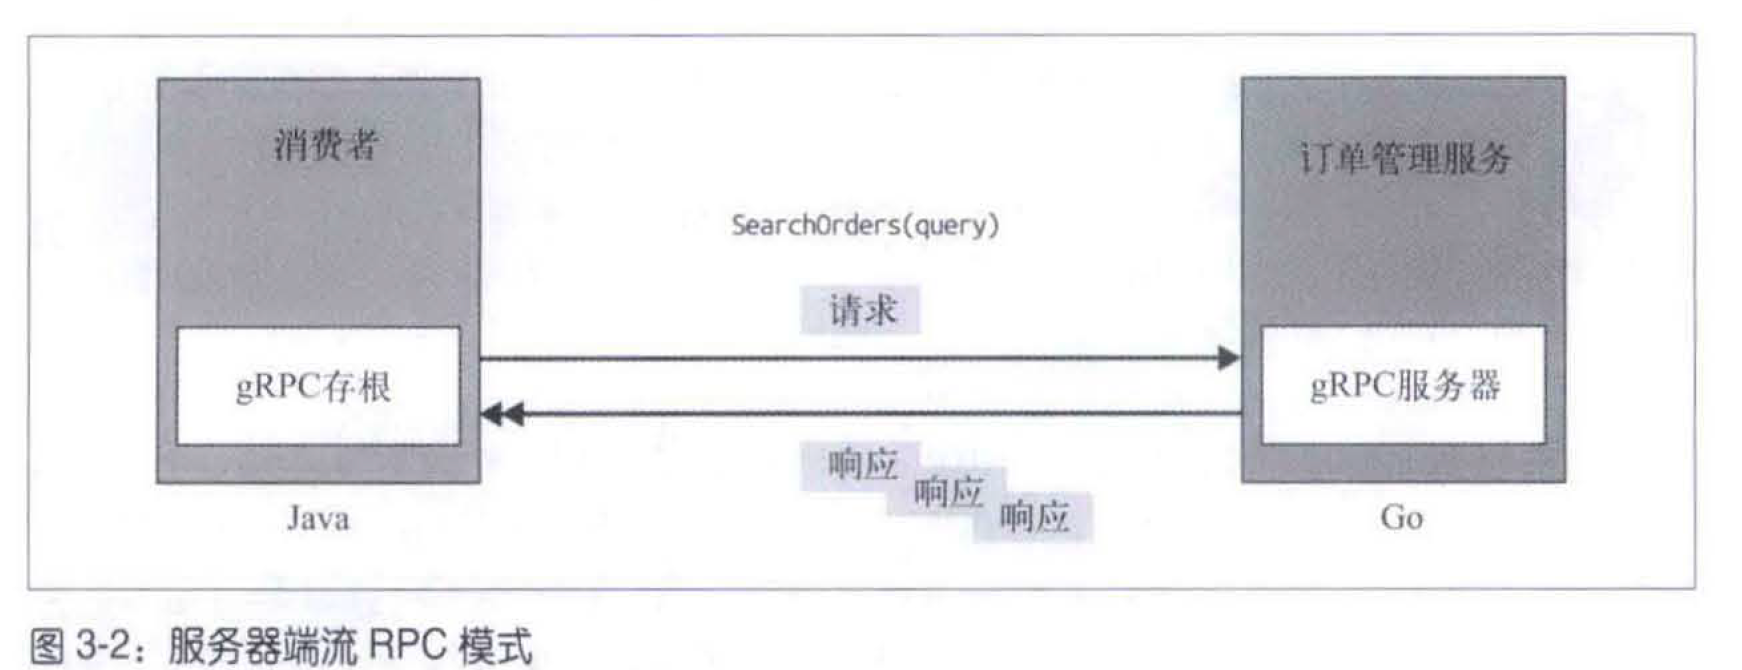 消费者
订单管理服务
SearchOrders(query)
请求
gRPC存根
gRPC服务器
响应
响应
响应
Java
Go
图 3-2：服务器端流 RPC 模式